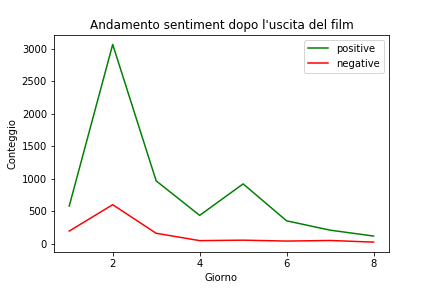 Andamento sentiment dopo l'uscita del film
positive
negative
3000
2500
2000
1500
1000
500
0
Conteggio
2 4 6 8
Giorno